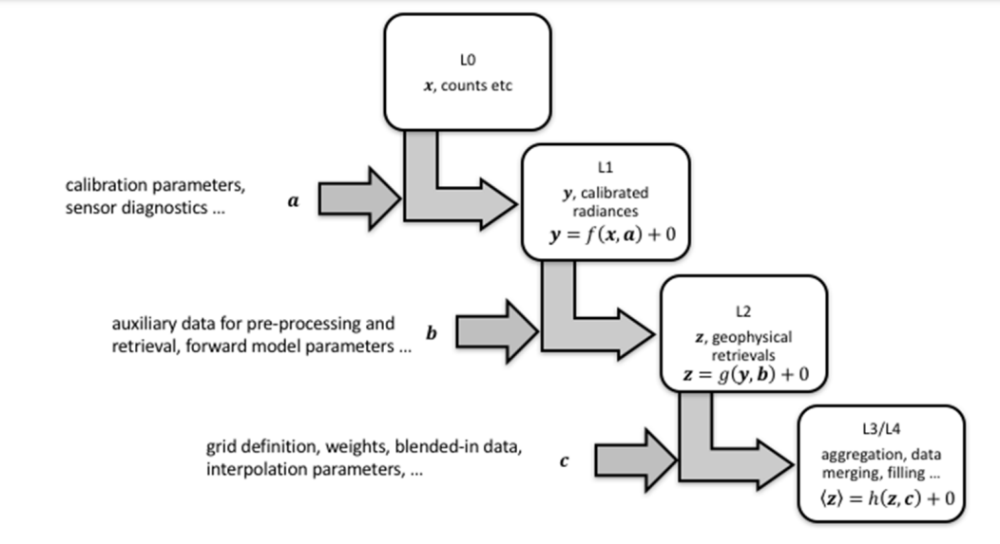 L0
x, counts etc
calibration parameters,
sensor diagnostics ...
a
L1
y, calibrated
radiances
y = f(x, a) + 0
auxiliary data for pre-processing and
retrieval, forward model parameters ...
b
L2
z, geophysical
retrievals
z = g(y, b) + 0
grid definition, weights, blended-in data,
interpolation parameters, ...
c
L3/L4
aggregation, data
merging, filling ...
⟨z⟩ = h(z, c) + 0